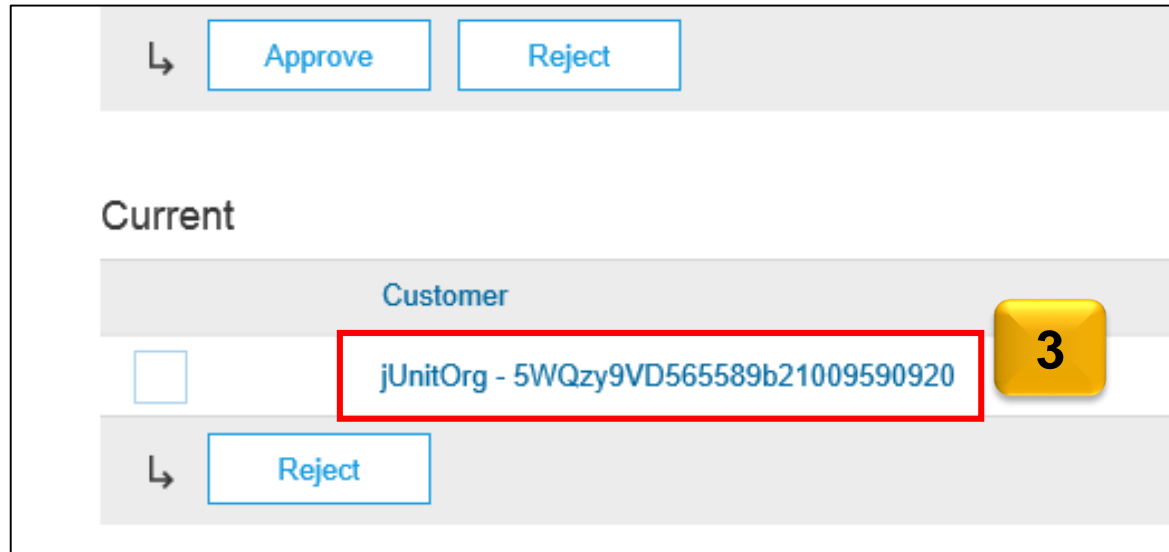 Approve Reject
Current
Customer
jUnitOrg - 5WQzy9VD565589b21009590920
3
Reject